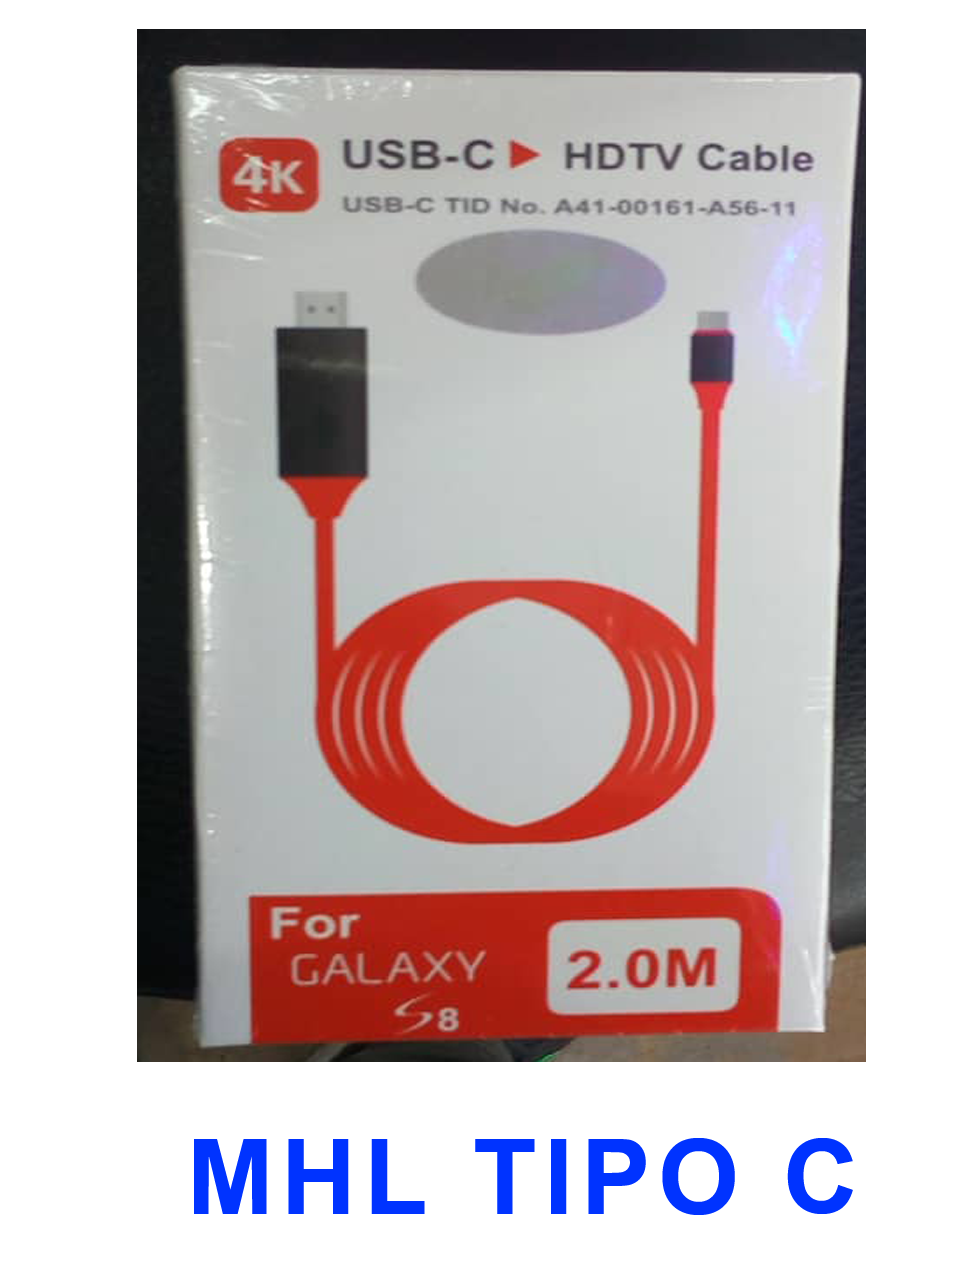 4K
USB-C ▶ HDTV Cable
USB-C TID No. A41-00161-A56-11
For
GALAXY
S8
2.0M
MHL TIPO C